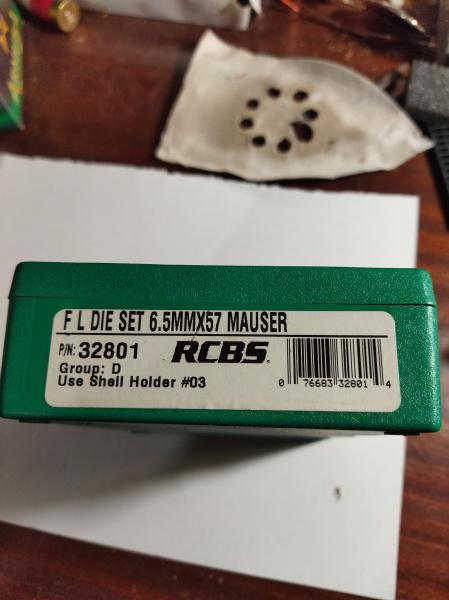 F L DIE SET 6.5MMX57 MAUSER
P/N: 32801 RCBS.
Group: D
Use Shell Holder #03
0 76683 32801 4